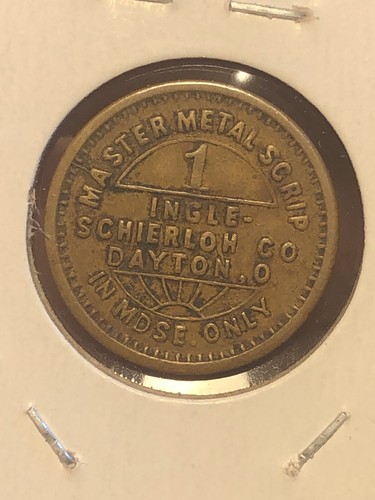 MASTER METAL SCRIP
1
INGLE-
SCHIERLOH CO
DAYTON, O
IN MDSE. ONLY